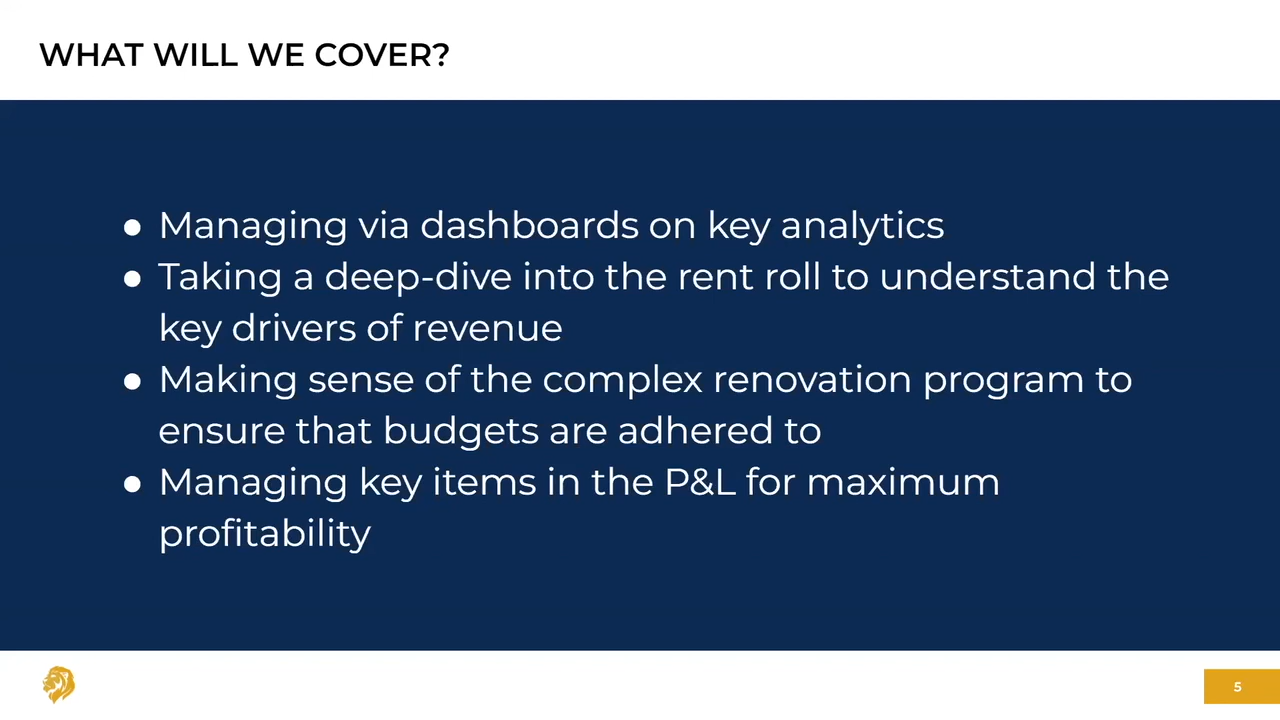 WHAT WILL WE COVER?
● Managing via dashboards on key analytics
● Taking a deep-dive into the rent roll to understand the
key drivers of revenue
● Making sense of the complex renovation program to
ensure that budgets are adhered to
● Managing key items in the P&L for maximum
profitability
5